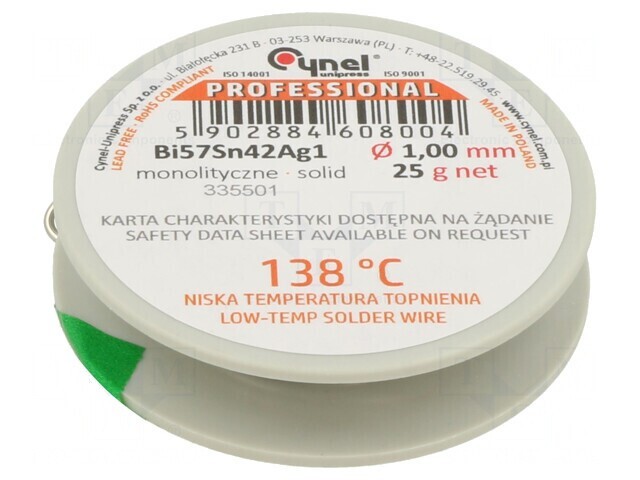 Cynel-Unipress Sp. z o.o. · ul. Białołęcka 231 B · 03-253 Warszawa (PL) · T: +48-22.519.29.45 · www.cynel.com.pl
LEAD FREE · RoHS COMPLIANT
Cynel
unipress
ISO 14001
ISO 9001
MADE IN POLAND
PROFESSIONAL
5 902884 608004
Bi57Sn42Ag1 Ø 1,00 mm
monolityczne · solid 25 g net
335501
KARTA CHARAKTERYSTYKI DOSTĘPNA NA ŻĄDANIE
SAFETY DATA SHEET AVAILABLE ON REQUEST
138 °C
NISKA TEMPERATURA TOPNIENIA
LOW-TEMP SOLDER WIRE